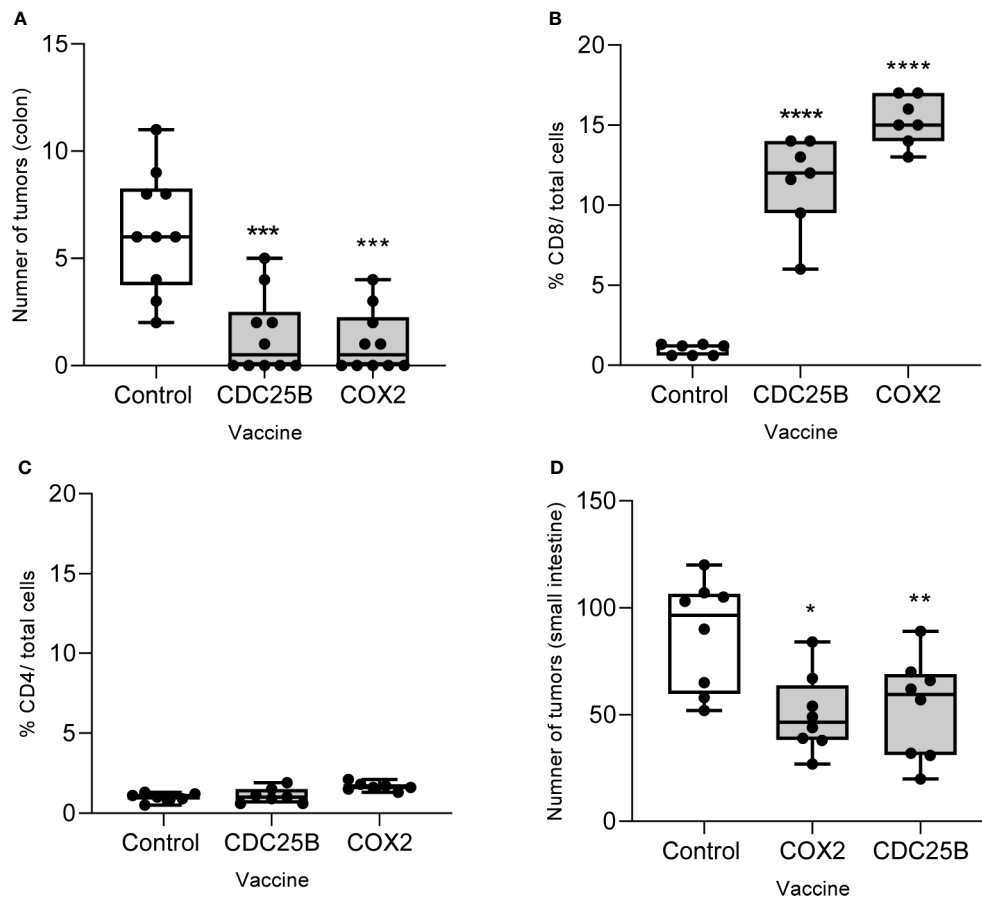 A
Numner of tumors (colon)
15
10
5
0
***
***
Control
CDC25B
COX2
Vaccine
B
% CD8/ total cells
20
15
10
5
0
****
****
Control
CDC25B
COX2
Vaccine
C
% CD4/ total cells
20
15
10
5
0
Control
CDC25B
COX2
Vaccine
D
Numner of tumors (small intestine)
150
100
50
0
*
**
Control
COX2
CDC25B
Vaccine